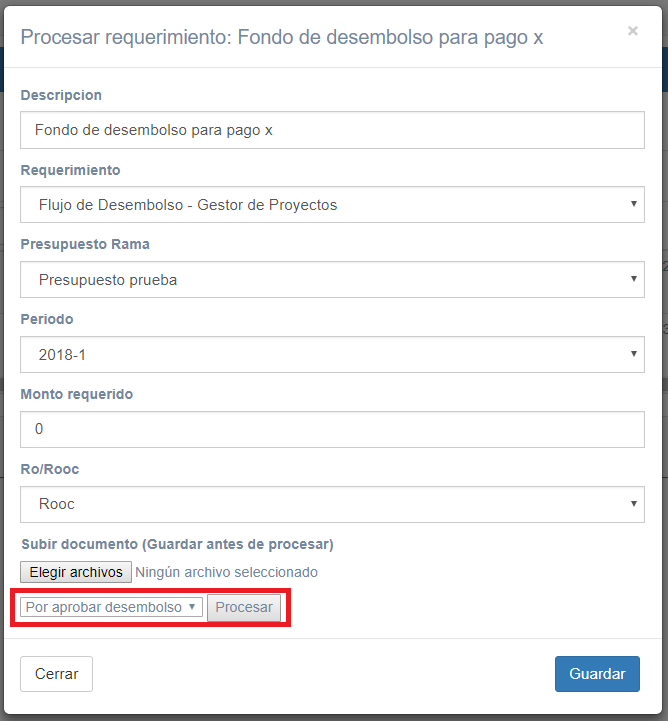 Procesar requerimiento: Fondo de desembolso para pago x
×
Descripcion
Fondo de desembolso para pago x
Requerimiento
Flujo de Desembolso - Gestor de Proyectos
Presupuesto Rama
Presupuesto prueba
Periodo
2018-1
Monto requerido
0
Ro/Rooc
Rooc
Subir documento (Guardar antes de procesar)
Elegir archivos Ningún archivo seleccionado
Por aprobar desembolso Procesar
Cerrar Guardar